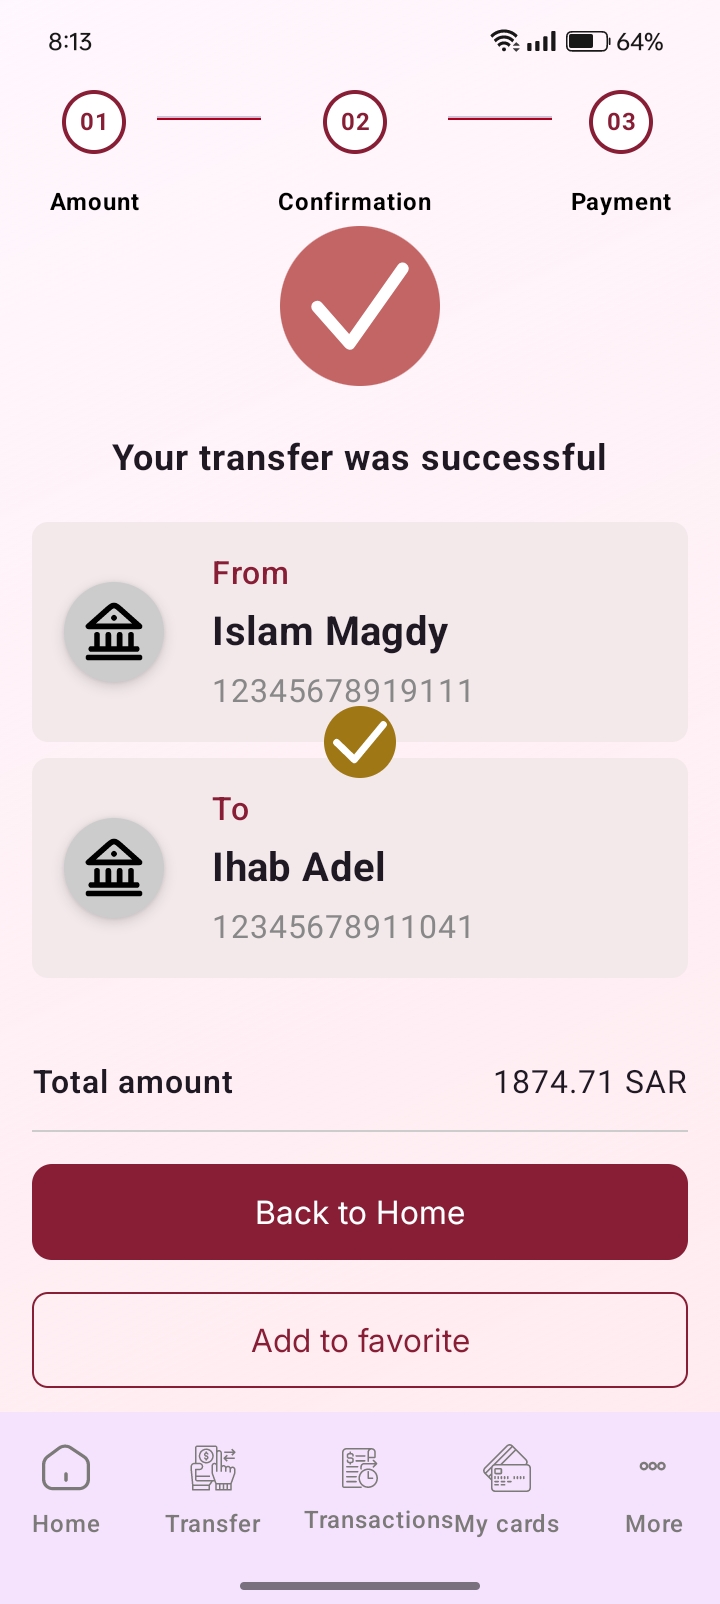 8:13
64%
01
02
03
Amount
Confirmation
Payment
Your transfer was successful
From
Islam Magdy
12345678919111
To
Ihab Adel
12345678911041
Total amount
1874.71 SAR
Back to Home
Add to favorite
Home
Transfer
Transactions
My cards
More